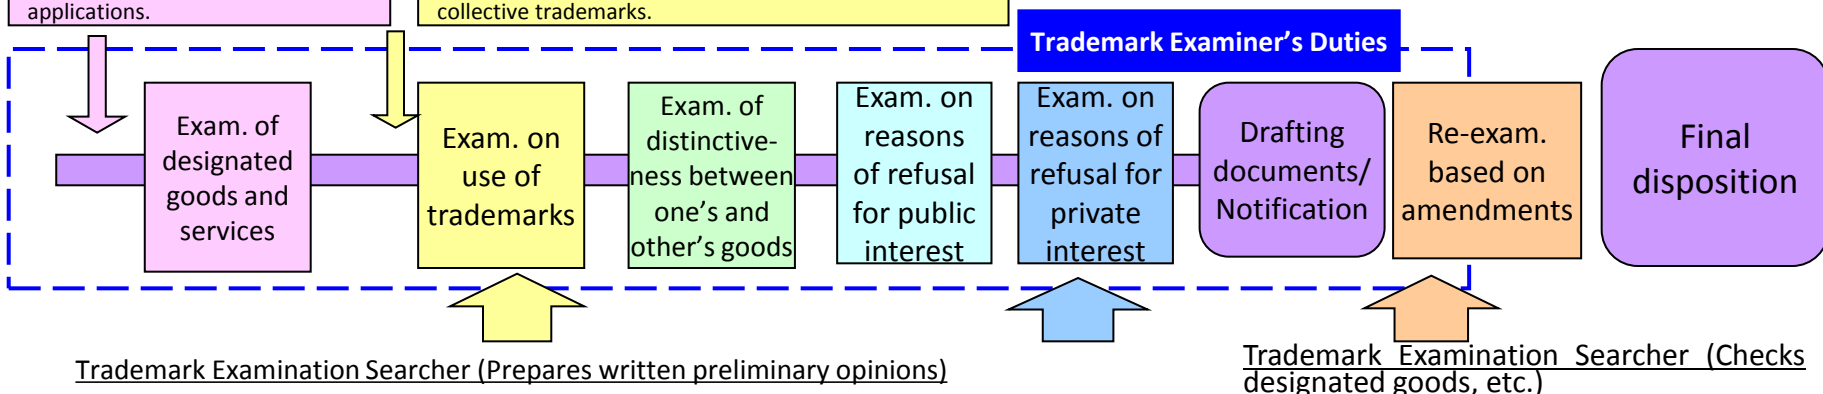 applications.
collective trademarks.
Trademark Examiner’s Duties
Exam. of
designated
goods and
services
Exam. on
use of
trademarks
Exam. of
distinctive-
ness between
one’s and
other’s goods
Exam. on
reasons
of refusal
for public
interest
Exam. on
reasons of
refusal for
private
interest
Drafting
documents/
Notification
Re-exam.
based on
amendments
Final
disposition
Trademark Examination Searcher (Prepares written preliminary opinions)
Trademark Examination Searcher (Checks
designated goods, etc.)